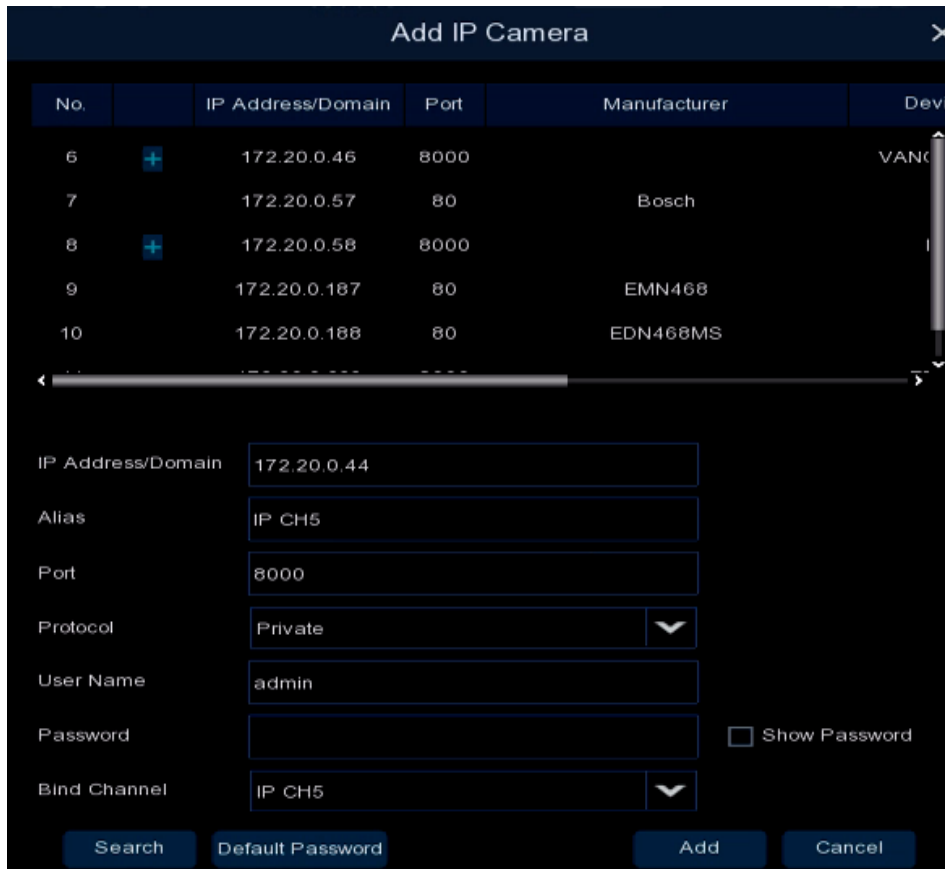 Add IP Camera
No. IP Address/Domain Port Manufacturer
6 172.20.0.46 8000
7 172.20.0.57 80 Bosch
8 172.20.0.58 8000
9 172.20.0.187 80 EMN468
10 172.20.0.188 80 EDN468MS
IP Address/Domain 172.20.0.44
Alias IP CH5
Port 8000
Protocol Private
User Name admin
Password Show Password
Bind Channel IP CH5
Search Default Password Add Cancel